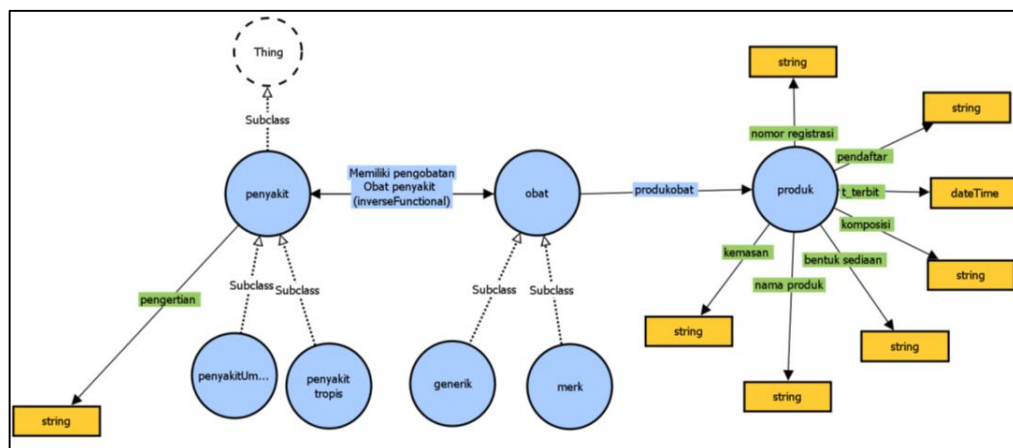 Thing
string
string
Subclass
nomor registrasi
pendaftar
Memiliki pengobatan
Obat penyakit
(inverseFunctional)
penyakit
obat
produkobat
produk
t_terbit
dateTime
komposisi
kemasan
bentuk sediaan
string
Subclass
Subclass
Subclass
Subclass
nama produk
pengertian
string
string
penyakitUm...
penyakit
tropis
generik
merk
string
string